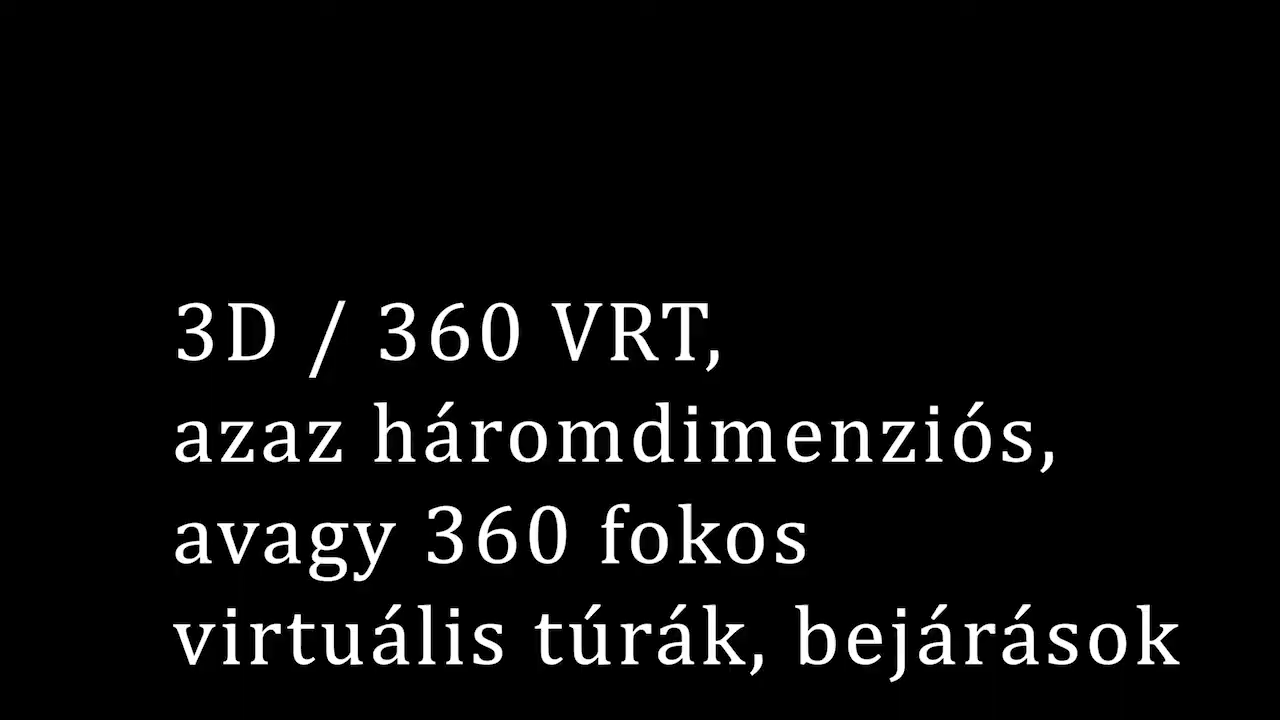 3D / 360 VRT,
azaz háromdimenziós,
avagy 360 fokos
virtuális túrák, bejárások